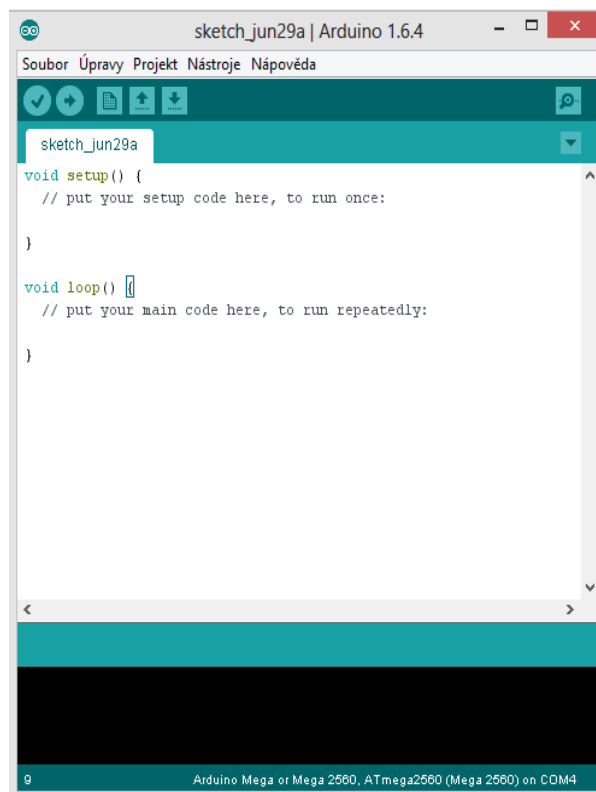 sketch_jun29a | Arduino 1.6.4
Soubor Úpravy Projekt Nástroje Nápověda
sketch_jun29a
void setup() {
  // put your setup code here, to run once:
}
void loop() {
  // put your main code here, to run repeatedly:
}
9 Arduino Mega or Mega 2560, ATmega2560 (Mega 2560) on COM4